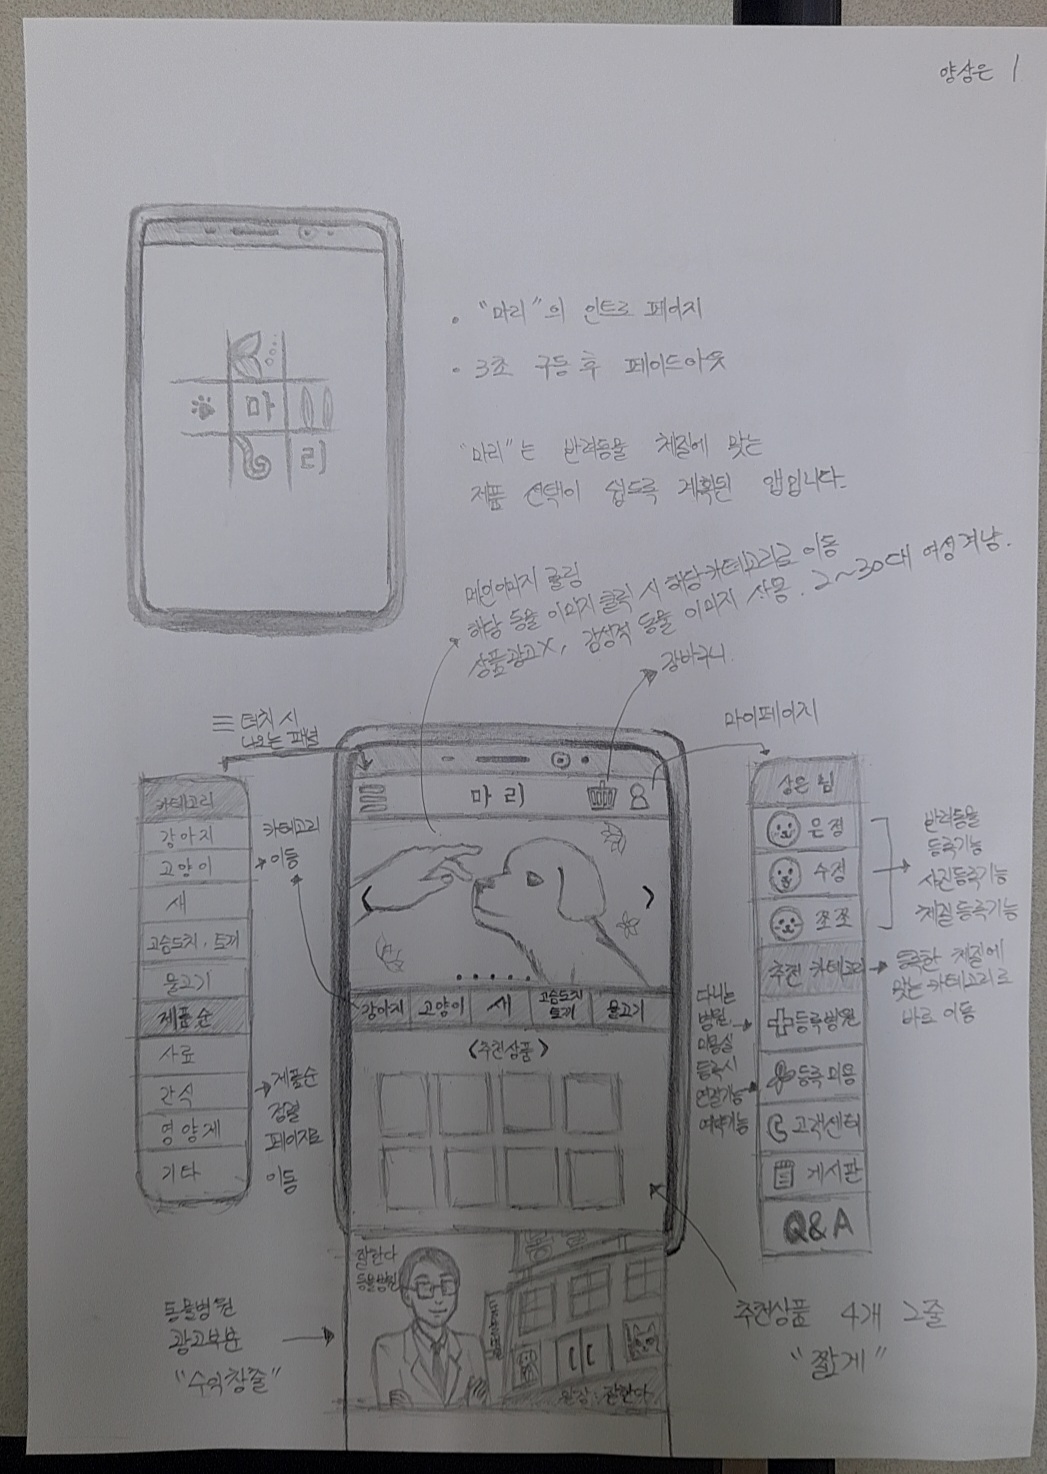 양상은 1
마
리
· "마리"의 인트로 페이지
· 3초 구동 후 페이드아웃
"마리"는 반려동물 체질에 맞는
제품 선택이 쉽도록 계획된 앱입니다.
메인이미지 롤링
해당 동물 이미지 클릭 시 해당 카테고리로 이동
상품광고X, 감성적 동물 이미지 사용. 2~30대 여성겨냥.
장바구니
마이페이지
☰ 터치 시
나오는 패널
카테고리
강아지
고양이
새
고슴도치, 토끼
물고기
제품순
사료
간식
영양제
기타
카테고리
이동
제품순
정렬
페이지로
이동
마리
강아지
고양이
새
고슴도치
토끼
물고기
<추천상품>
잘한다
동물병원
원장 : 잘한다
상은 님
은정
수정
쪼쪼
추천 카테고리
등록병원
등록미용
고객센터
게시판
Q&A
반려동물
등록기능
사진등록기능
체질등록기능
등록한 체질에
맞는 카테고리로
바로 이동
다니는
병원,
미용실
등록시
연결기능
예약기능
동물병원
광고부분
"수익창출"
추천상품 4개 2줄
"짧게"